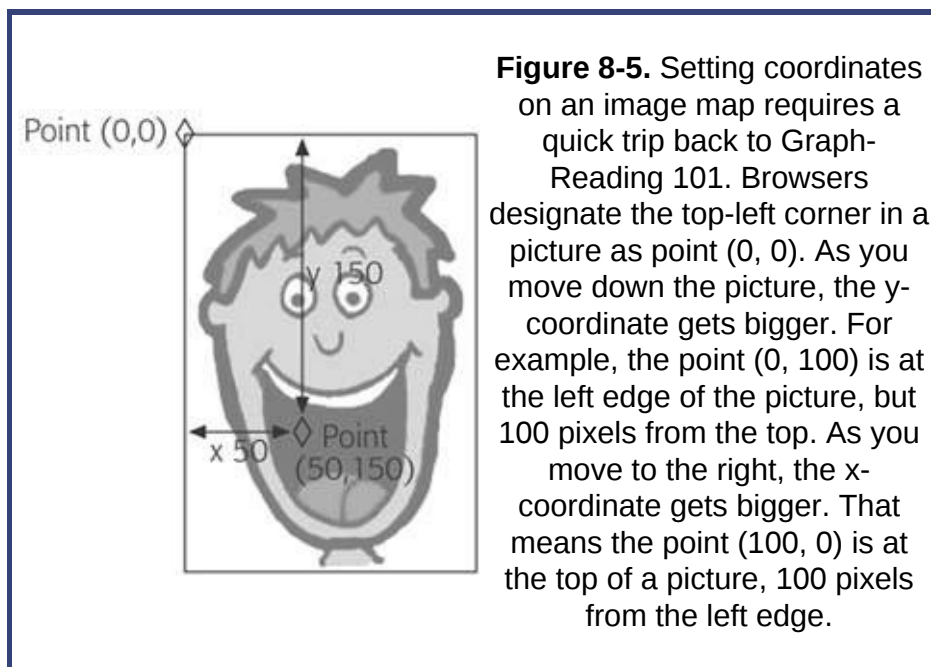 Point (0,0)
y 150
x 50
Point
(50,150)
Figure 8-5. Setting coordinates
on an image map requires a
quick trip back to Graph-
Reading 101. Browsers
designate the top-left corner in a
picture as point (0, 0). As you
move down the picture, the y-
coordinate gets bigger. For
example, the point (0, 100) is at
the left edge of the picture, but
100 pixels from the top. As you
move to the right, the x-
coordinate gets bigger. That
means the point (100, 0) is at
the top of a picture, 100 pixels
from the left edge.